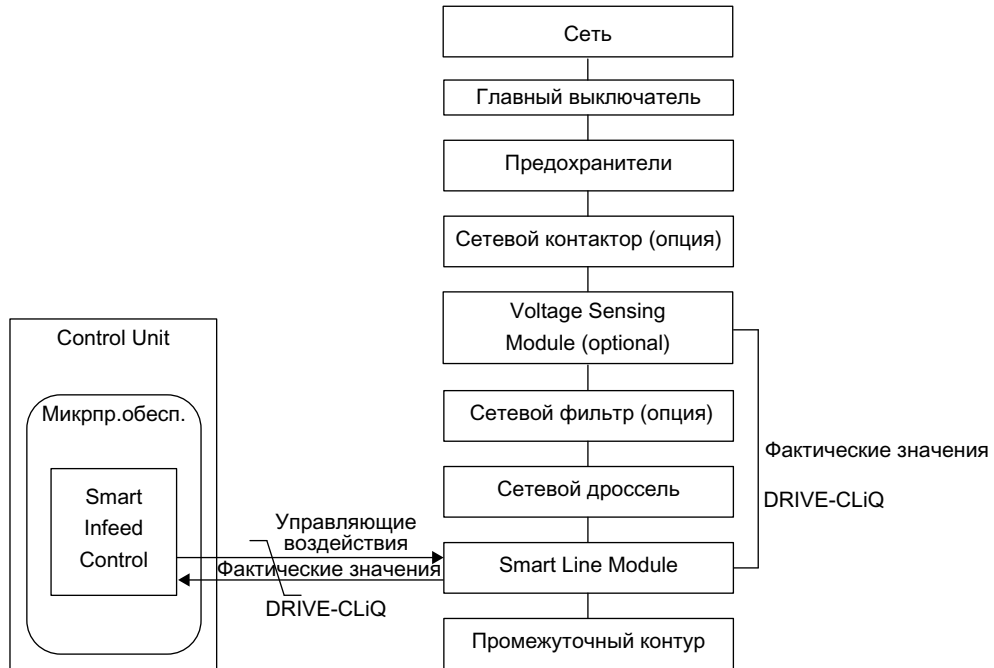 Сеть
Главный выключатель
Предохранители
Сетевой контактор (опция)
Voltage Sensing
Module (optional)
Control Unit
Микрпр.обесп.
Сетевой фильтр (опция)
Фактические значения
DRIVE-CLiQ
Сетевой дроссель
Smart
Infeed
Control
Управляющие
воздействия
Фактические значения
DRIVE-CLiQ
Smart Line Module
Промежуточный контур